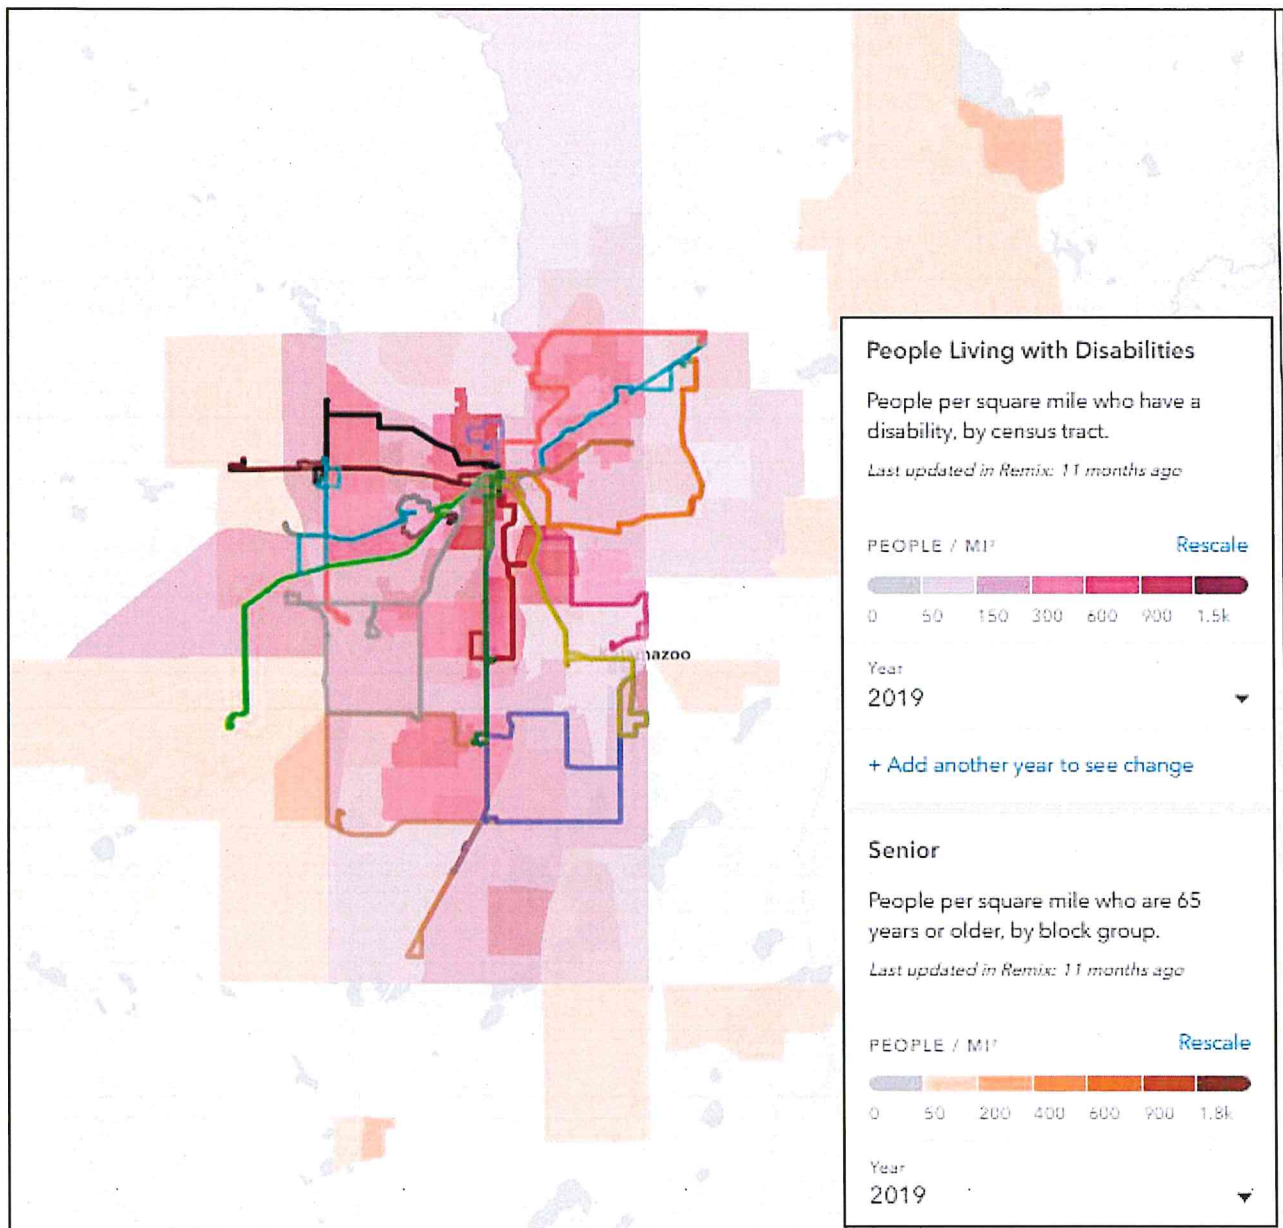 mazoo
People Living with Disabilities
People per square mile who have a
disability, by census tract.
Last updated in Remix: 11 months ago
PEOPLE / MI²
Rescale
0 50 150 300 600 900 1.5k
Year
2019
+ Add another year to see change
Senior
People per square mile who are 65
years or older, by block group.
Last updated in Remix: 11 months ago
PEOPLE / MI²
Rescale
0 50 200 400 600 900 1.8k
Year
2019